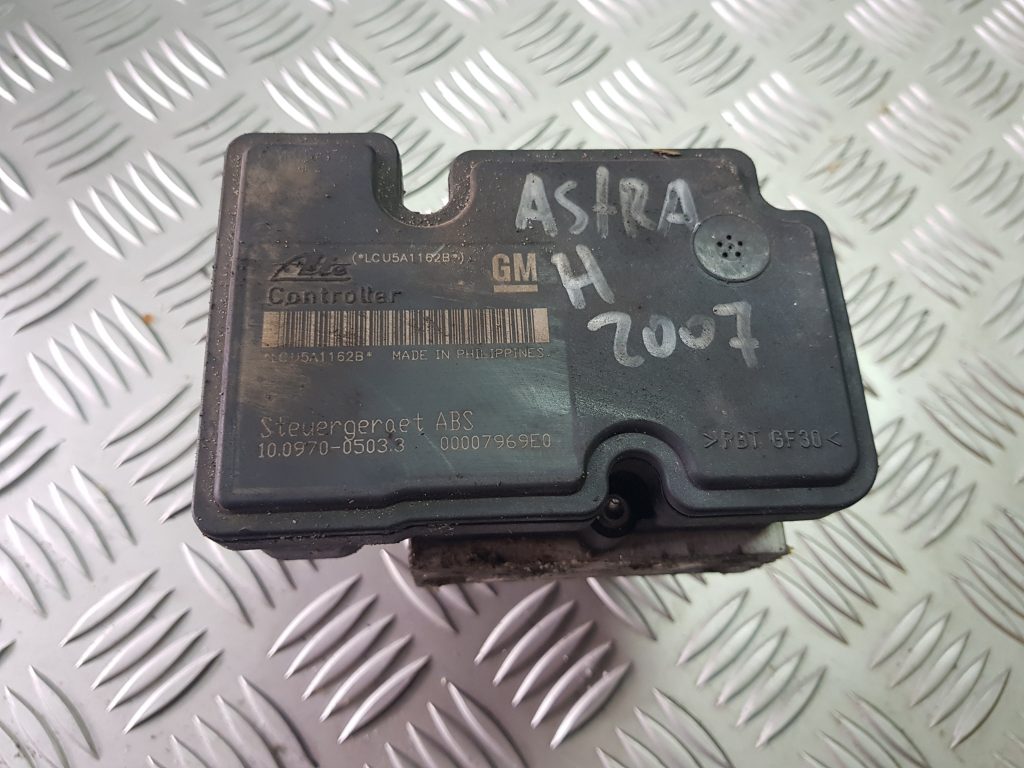 (*LCU5A1162B*)
Ate
GM
Controller
*LCU5A1162B* MADE IN PHILIPPINES
Steuergeraet ABS
10.0970-0503.3 00007969E0
ASTRA
H
2007
>PBT GF30<